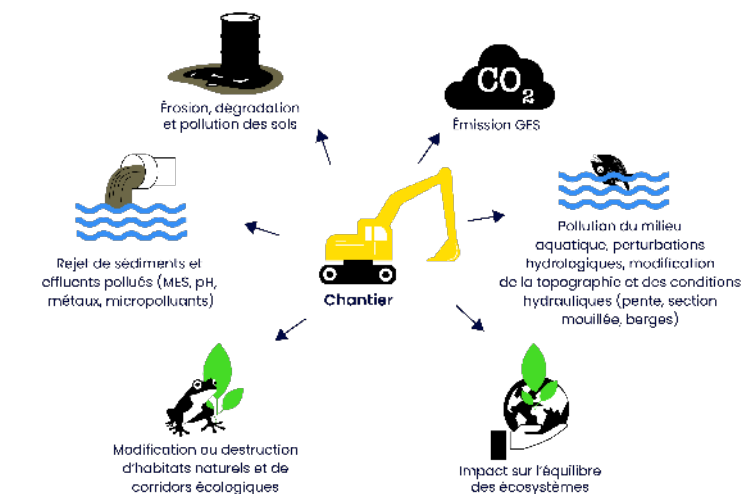 Érosion, dégradation
et pollution des sols
CO2
Émission GES
Rejet de sédiments et
effluents pollués (MES, pH,
métaux, micropolluants)
Chantier
Pollution du milieu
aquatique, perturbations
hydrologiques, modification
de la topographie et des conditions
hydrauliques (pente, section
mouillée, berges)
Modification ou destruction
d'habitats naturels et de
corridors écologiques
Impact sur l'équilibre
des écosystèmes